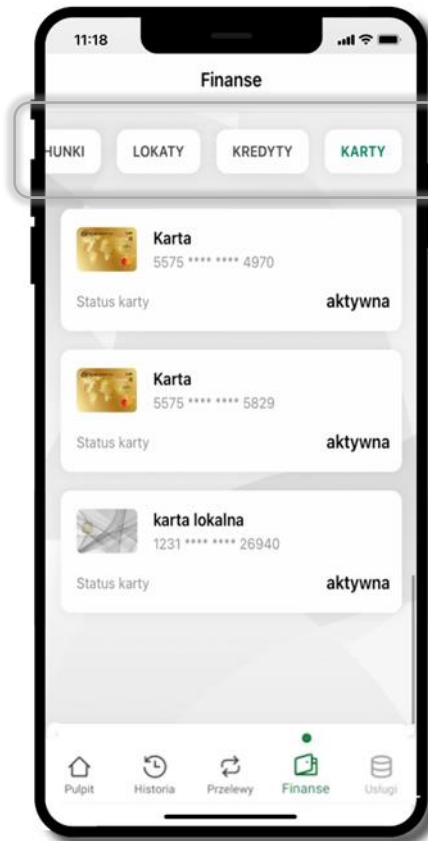 11:18
Finanse
HUNKI LOKATY KREDYTY KARTY
Karta
5575 **** **** 4970
Status karty aktywna
Karta
5575 **** **** 5829
Status karty aktywna
karta lokalna
1231 **** **** 26940
Status karty aktywna
Pulpit Historia Przelewy Finanse Usługi